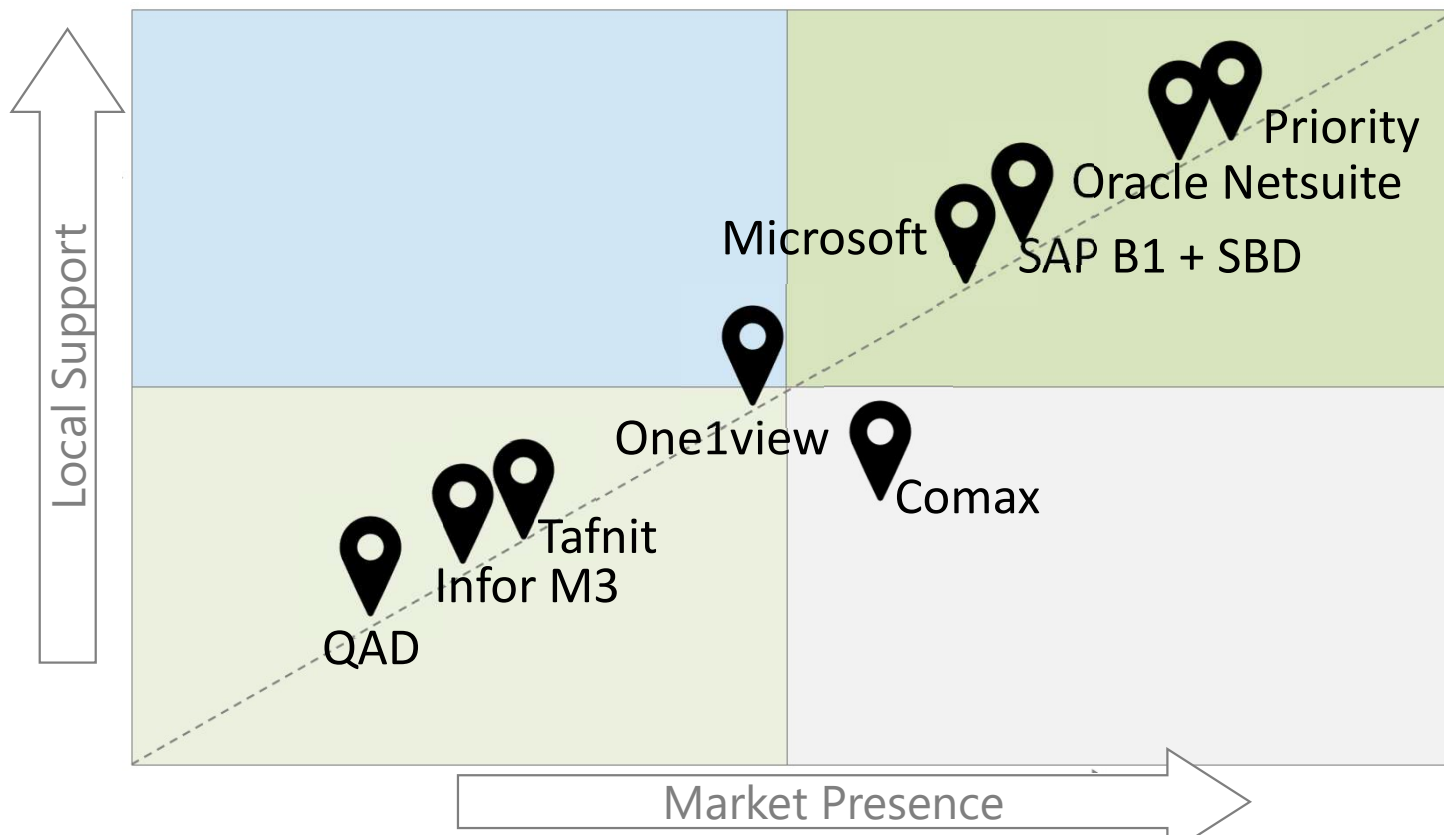 Local Support
Priority
Oracle Netsuite
Microsoft
SAP B1 + SBD
One1view
Comax
Tafnit
Infor M3
QAD
Market Presence